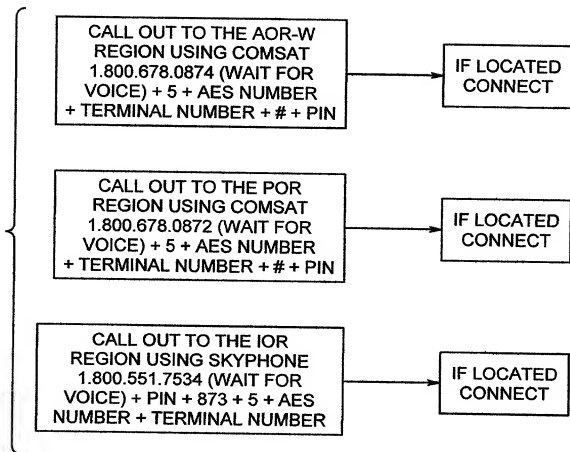 CALL OUT TO THE AOR-W
REGION USING COMSAT
1.800.678.0874 (WAIT FOR
VOICE) + 5 + AES NUMBER
+ TERMINAL NUMBER + # + PIN
IF LOCATED
CONNECT
CALL OUT TO THE POR
REGION USING COMSAT
1.800.678.0872 (WAIT FOR
VOICE) + 5 + AES NUMBER
+ TERMINAL NUMBER + # + PIN
IF LOCATED
CONNECT
CALL OUT TO THE IOR
REGION USING SKYPHONE
1.800.551.7534 (WAIT FOR
VOICE) + PIN + 873 + 5 + AES
NUMBER + TERMINAL NUMBER
IF LOCATED
CONNECT